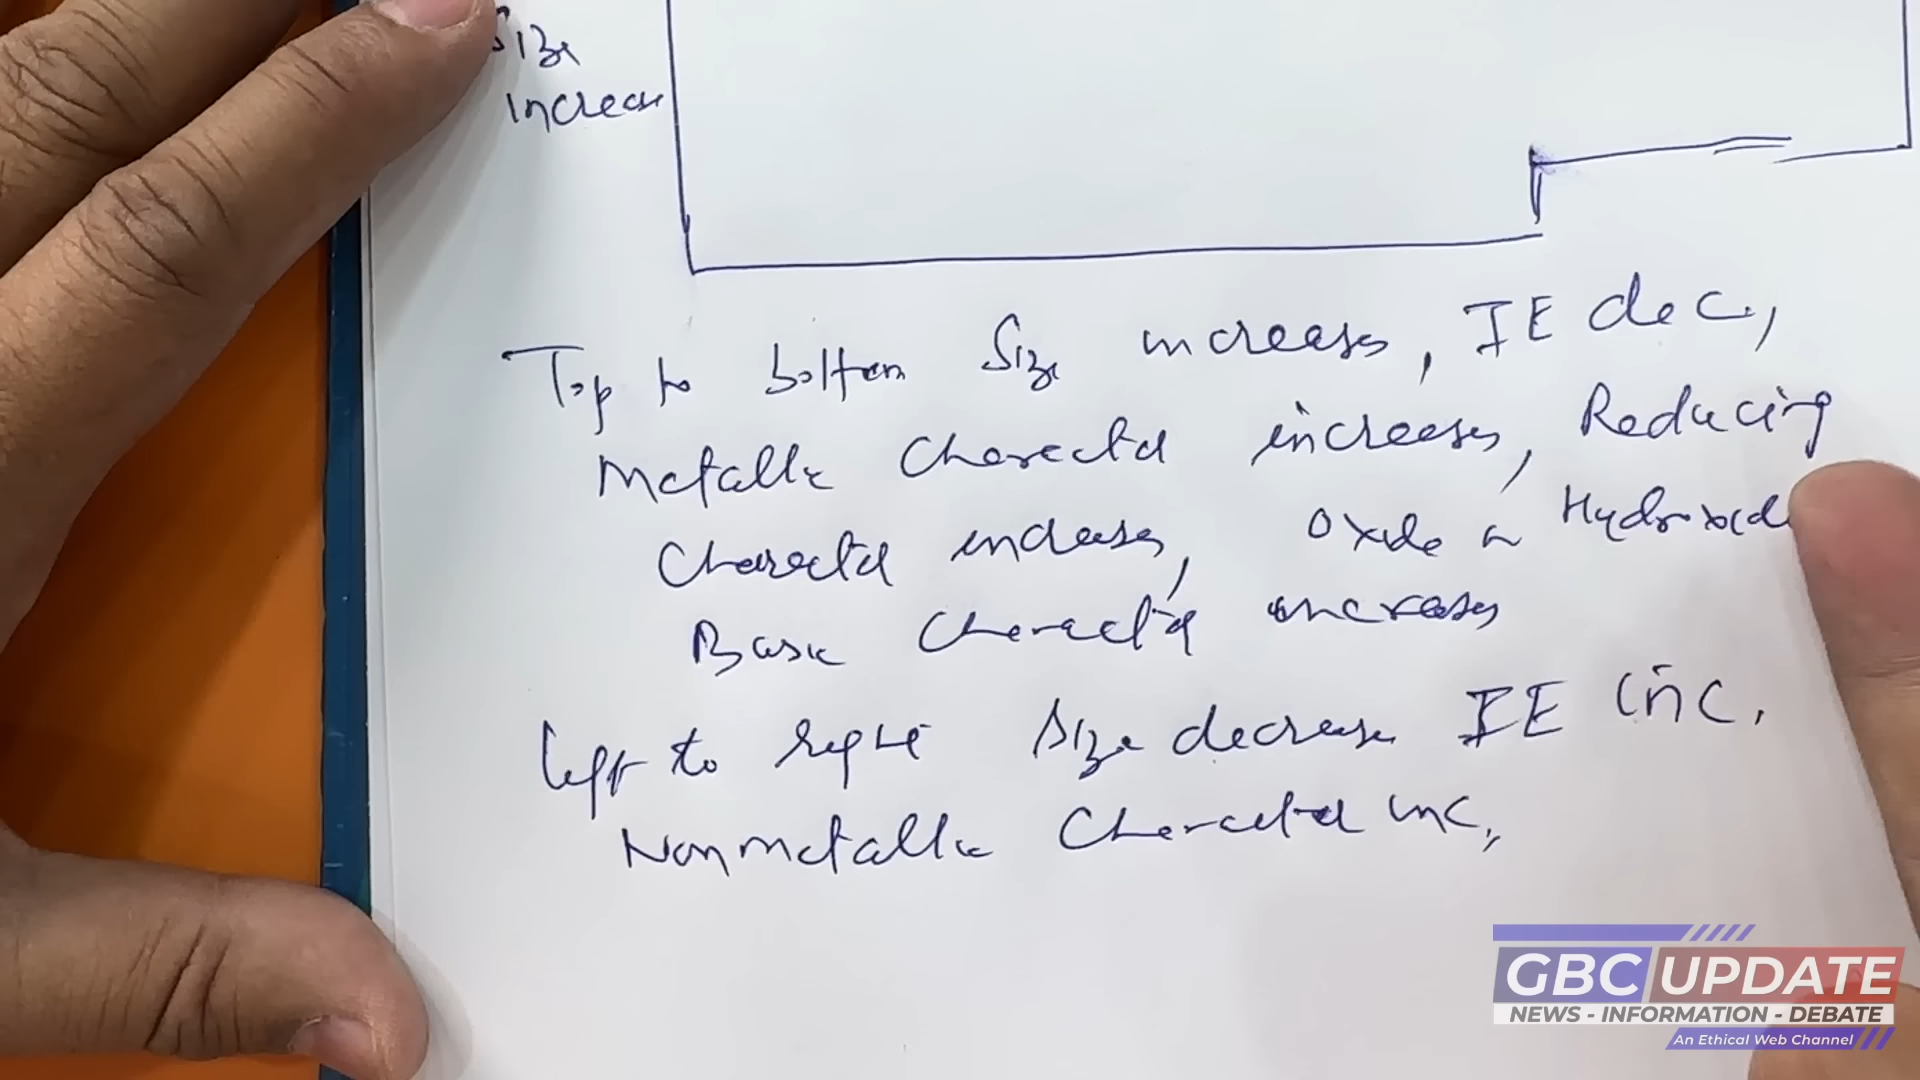 Size
Increase
Top to bottom Size increases, IE dec.,
Metallic Character increases, Reducing
Character increases, Oxide or Hydroxide
Basic Character increases
left to right Size decrease IE inc.
Nonmetallic Character inc,
GBC UPDATE
NEWS - INFORMATION - DEBATE
An Ethical Web Channel